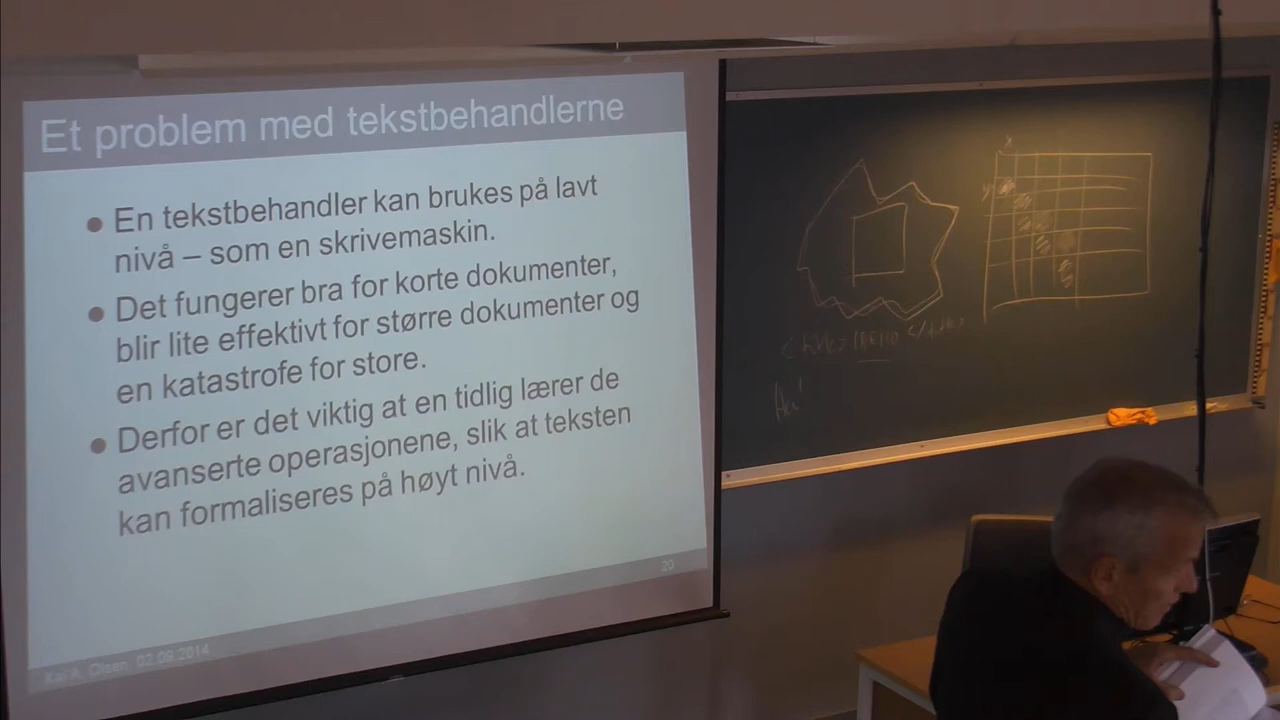 Et problem med tekstbehandlerne
● En tekstbehandler kan brukes på lavt
nivå – som en skrivemaskin.
● Det fungerer bra for korte dokumenter,
blir lite effektivt for større dokumenter og
en katastrofe for store.
● Derfor er det viktig at en tidlig lærer de
avanserte operasjonene, slik at teksten
kan formaliseres på høyt nivå.
20
Kai A. Olsen, 02.09.2014
x
y